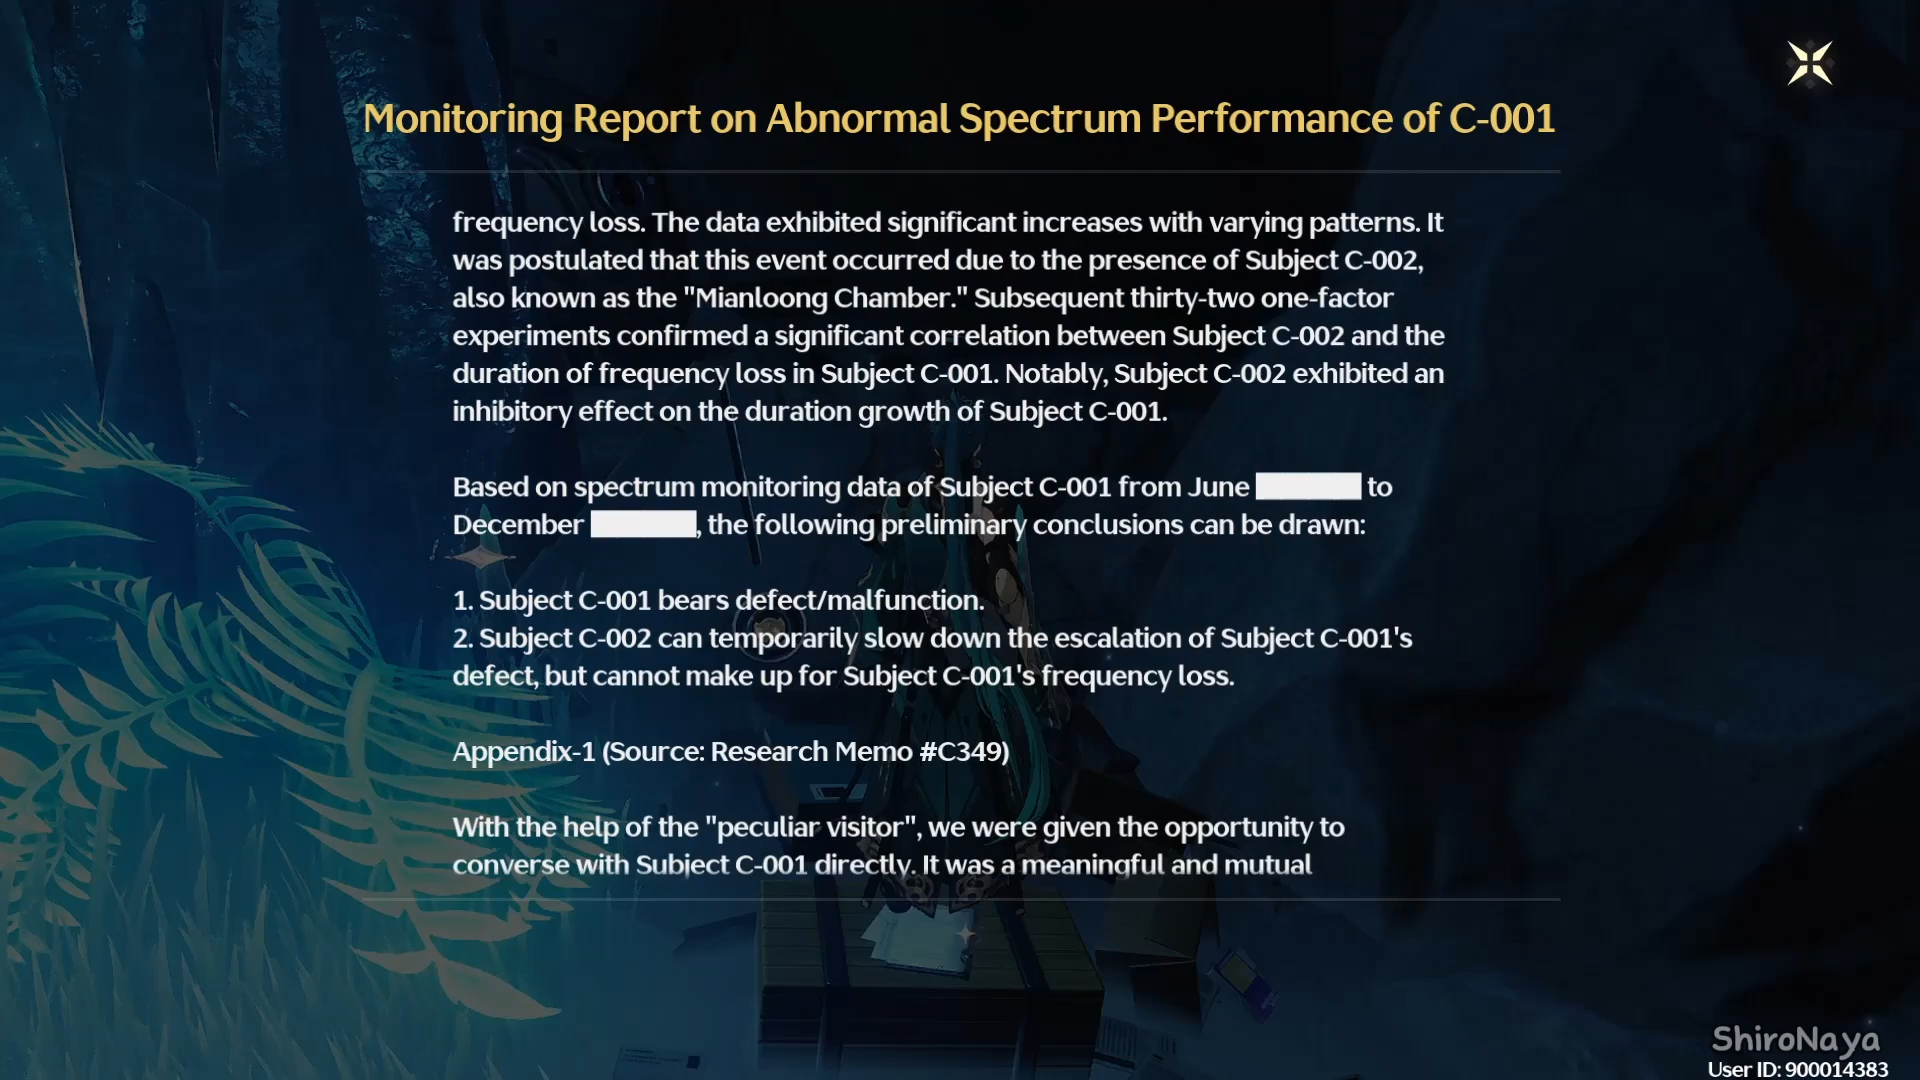 Monitoring Report on Abnormal Spectrum Performance of C-001
frequency loss. The data exhibited significant increases with varying patterns. It
was postulated that this event occurred due to the presence of Subject C-002,
also known as the "Mianloong Chamber." Subsequent thirty-two one-factor
experiments confirmed a significant correlation between Subject C-002 and the
duration of frequency loss in Subject C-001. Notably, Subject C-002 exhibited an
inhibitory effect on the duration growth of Subject C-001.
Based on spectrum monitoring data of Subject C-001 from June to
December , the following preliminary conclusions can be drawn:
1. Subject C-001 bears defect/malfunction.
2. Subject C-002 can temporarily slow down the escalation of Subject C-001's
defect, but cannot make up for Subject C-001's frequency loss.
Appendix-1 (Source: Research Memo #C349)
With the help of the "peculiar visitor", we were given the opportunity to
converse with Subject C-001 directly. It was a meaningful and mutual
ShiroNaya
User ID: 900014383